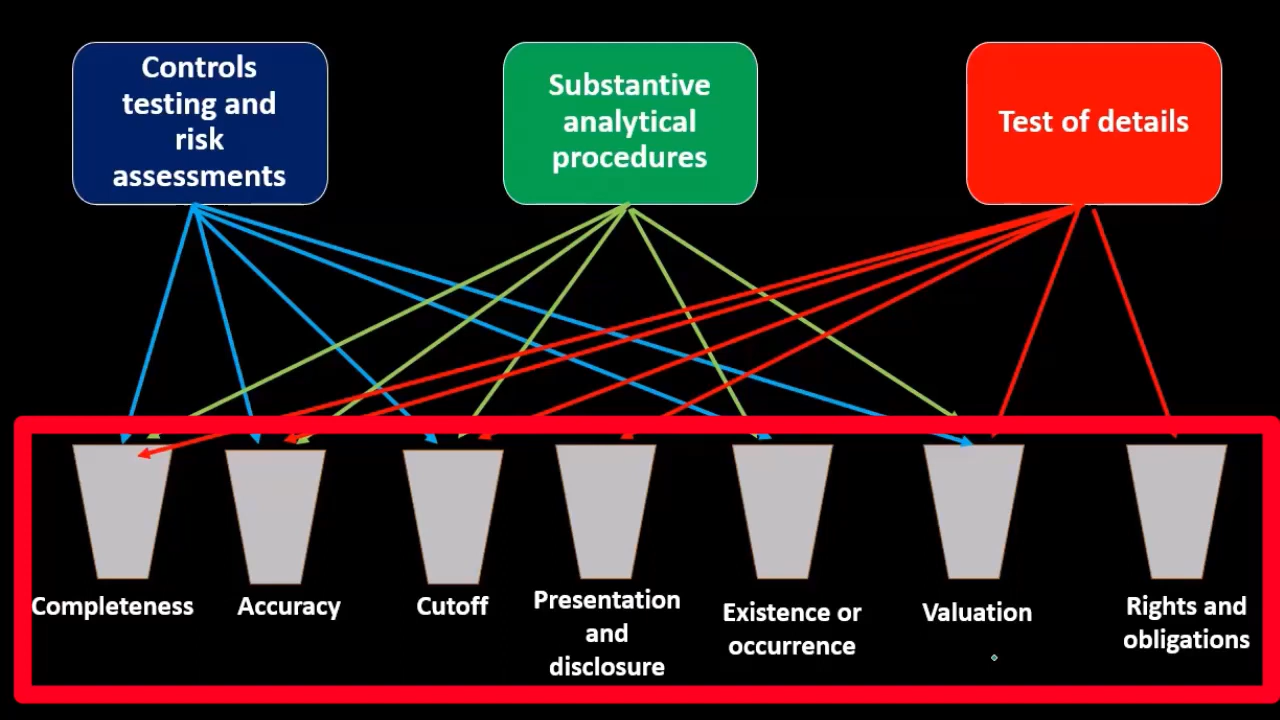 Controls
testing and
risk
assessments
Substantive
analytical
procedures
Test of details
Completeness
Accuracy
Cutoff
Presentation
and
disclosure
Existence or
occurrence
Valuation
Rights and
obligations